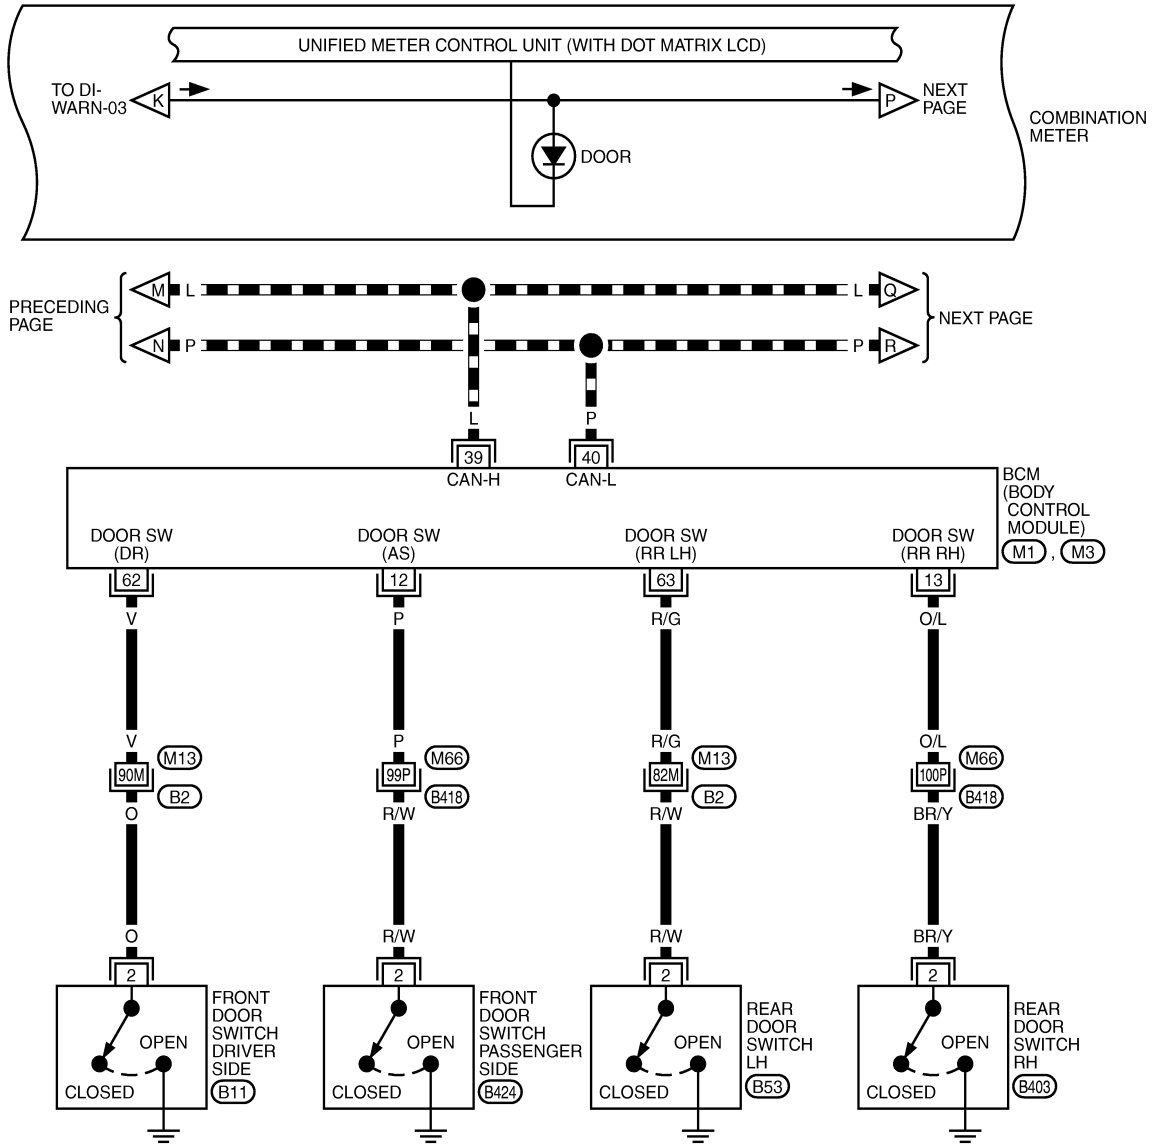 UNIFIED METER CONTROL UNIT (WITH DOT MATRIX LCD)
TO DI-
WARN-03
K
P
NEXT
PAGE
COMBINATION
METER
DOOR
PRECEDING
PAGE
M L
L Q
N P
P R
NEXT PAGE
L
P
39
40
CAN-H
CAN-L
BCM
(BODY
CONTROL
MODULE)
M1 , M3
DOOR SW
(DR)
DOOR SW
(AS)
DOOR SW
(RR LH)
DOOR SW
(RR RH)
62
12
63
13
V
P
R/G
O/L
V
P
R/G
O/L
90M
M13
B2
99P
M66
B418
82M
M13
B2
100P
M66
B418
O
R/W
R/W
BR/Y
O
R/W
R/W
BR/Y
2
2
2
2
OPEN
CLOSED
FRONT
DOOR
SWITCH
DRIVER
SIDE
B11
OPEN
CLOSED
FRONT
DOOR
SWITCH
PASSENGER
SIDE
B424
OPEN
CLOSED
REAR
DOOR
SWITCH
LH
B53
OPEN
CLOSED
REAR
DOOR
SWITCH
RH
B403